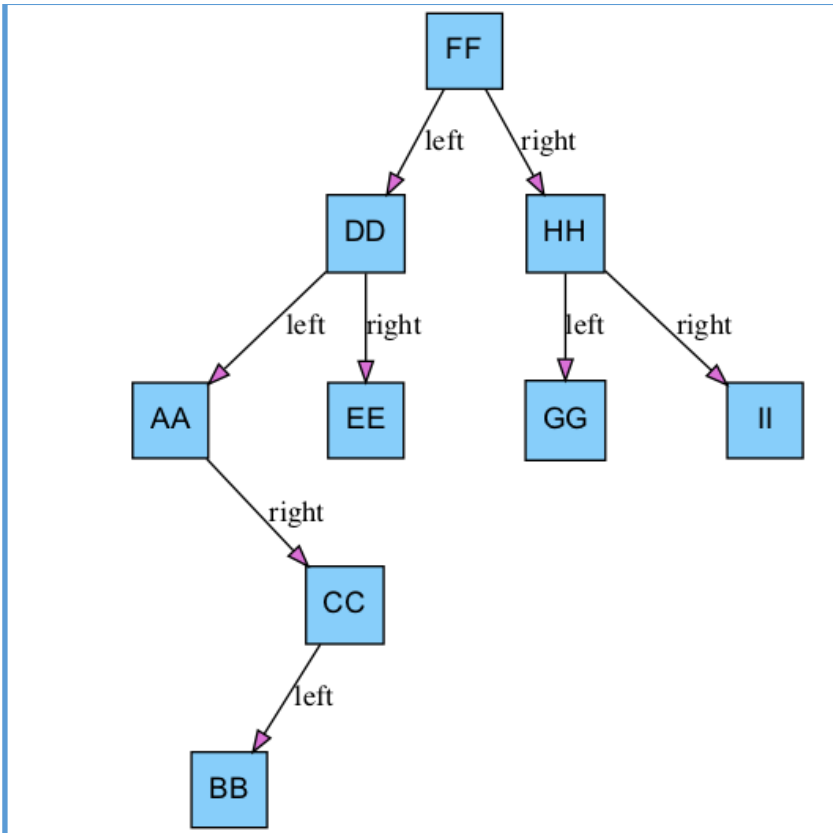 FF
left right
DD HH
left right left right
AA EE GG II
right
CC
left
BB